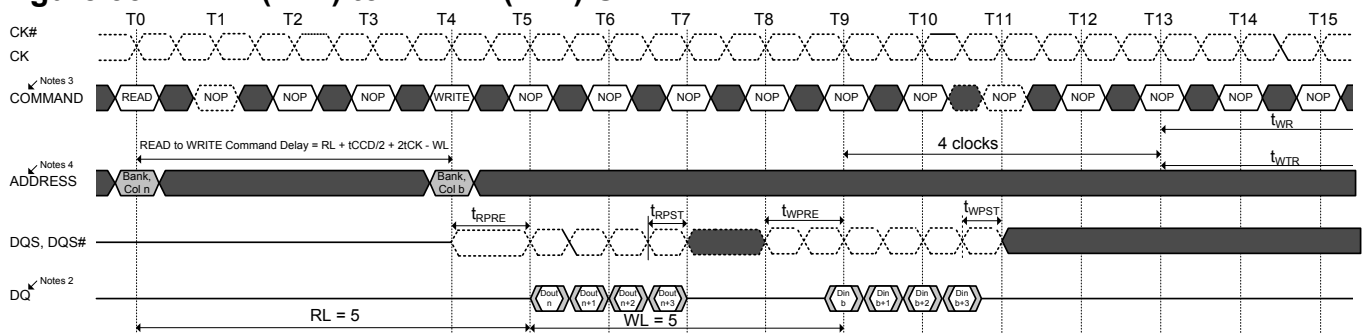 T0 T1 T2 T3 T4 T5 T6 T7 T8 T9 T10 T11 T12 T13 T14 T15
CK#
CK
Notes 3
COMMAND READ NOP NOP NOP WRITE NOP NOP NOP NOP NOP NOP NOP NOP NOP NOP NOP
tWR
READ to WRITE Command Delay = RL + tCCD/2 + 2tCK - WL
4 clocks
tWTR
Notes 4
ADDRESS
Bank, Col n
Bank, Col b
tRPRE tRPST tWPRE tWPST
DQS, DQS#
Notes 2
DQ
Dout n
Dout n+1
Dout n+2
Dout n+3
Din b
Din b+1
Din b+2
Din b+3
RL = 5 WL = 5